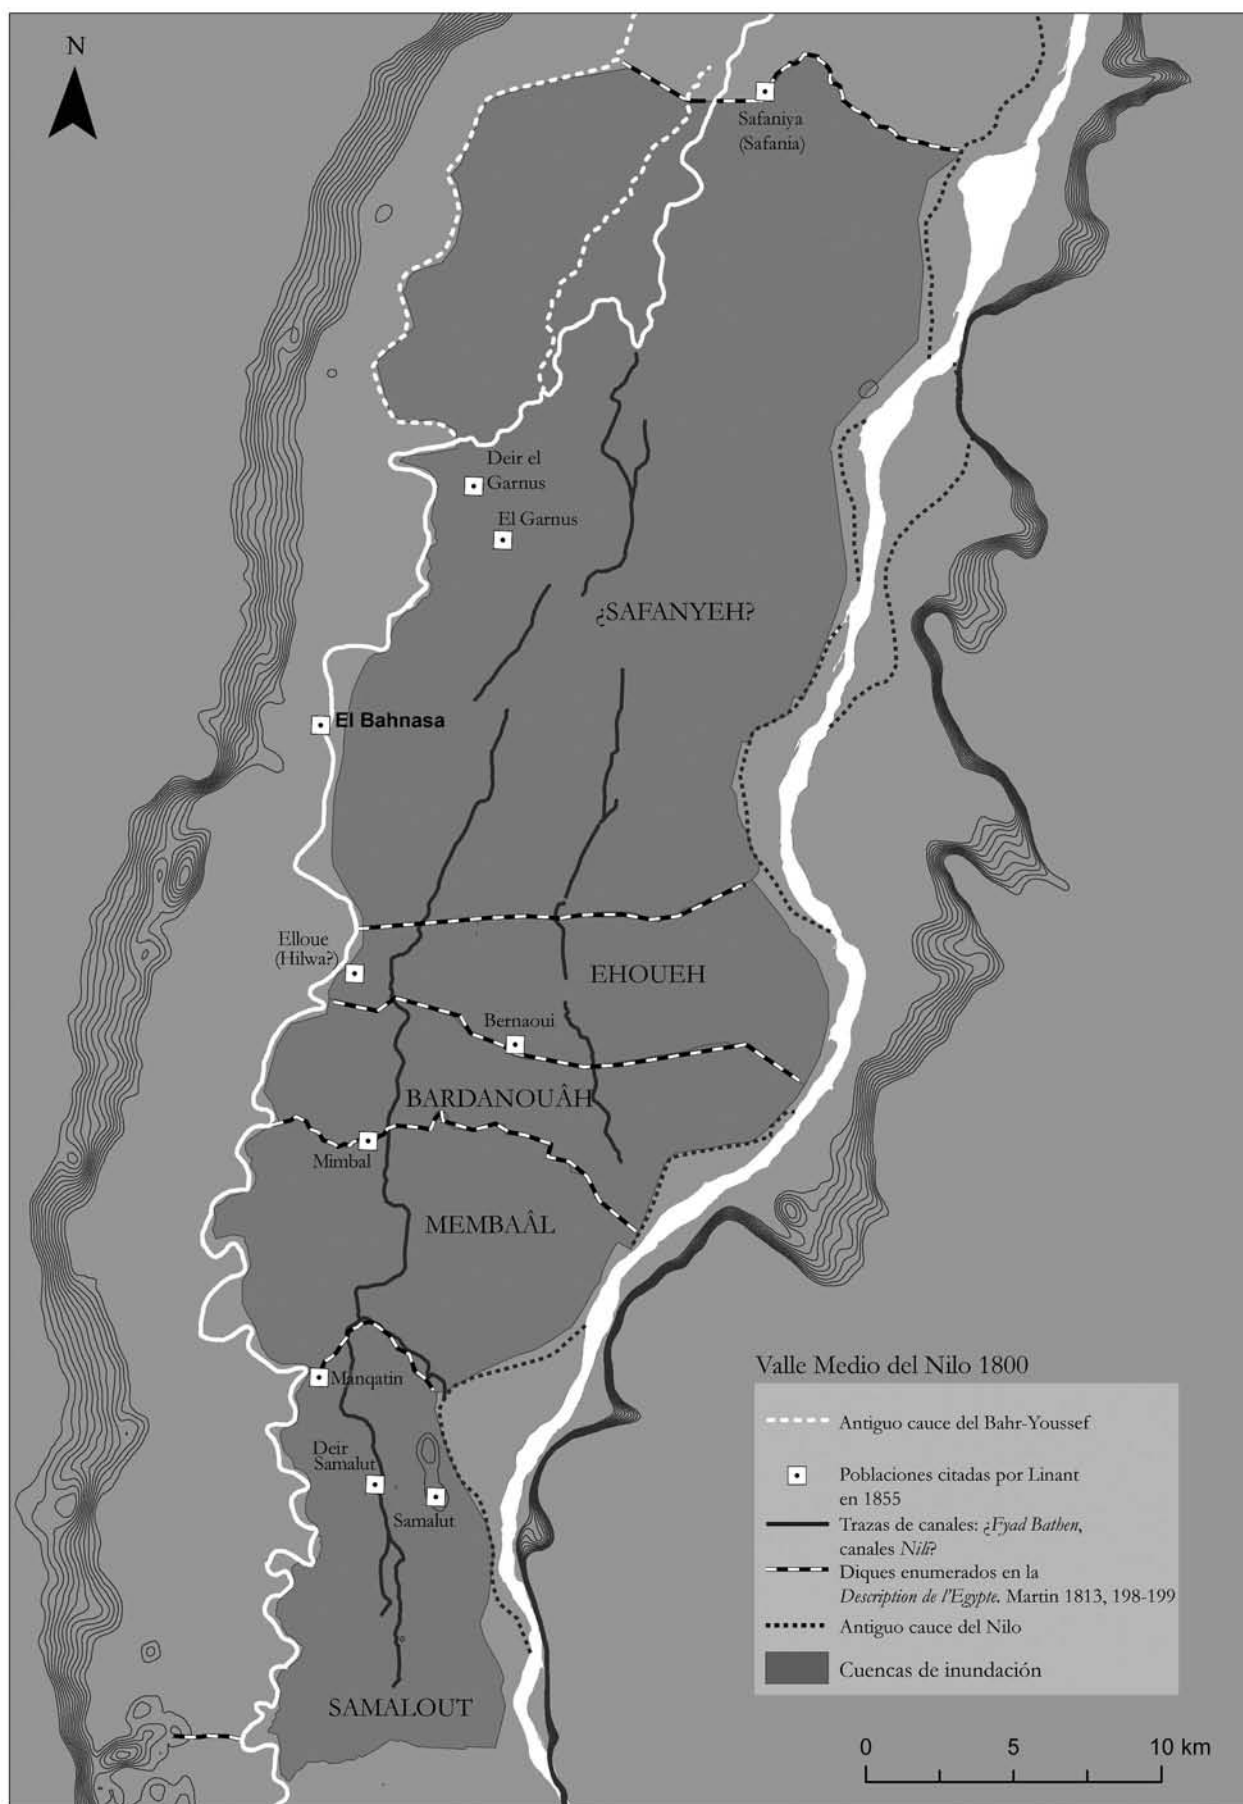 N
Safaniya
(Safania)
Deir el
Garnus
El Garnus
¿SAFANYEH?
El Bahnasa
Elloue
(Hilwa?)
EHOUEH
Bernaoui
BARDANOUÂH
Mimbal
MEMBAÂL
Manqatin
Deir
Samalut
Samalut
SAMALOUT
Valle Medio del Nilo 1800
Antiguo cauce del Bahr-Youssef
Poblaciones citadas por Linant
en 1855
Trazas de canales: ¿Fyad Bathen,
canales Nili?
Diques enumerados en la
Description de l'Egypte. Martin 1813, 198-199
Antiguo cauce del Nilo
Cuencas de inundación
0 5 10 km